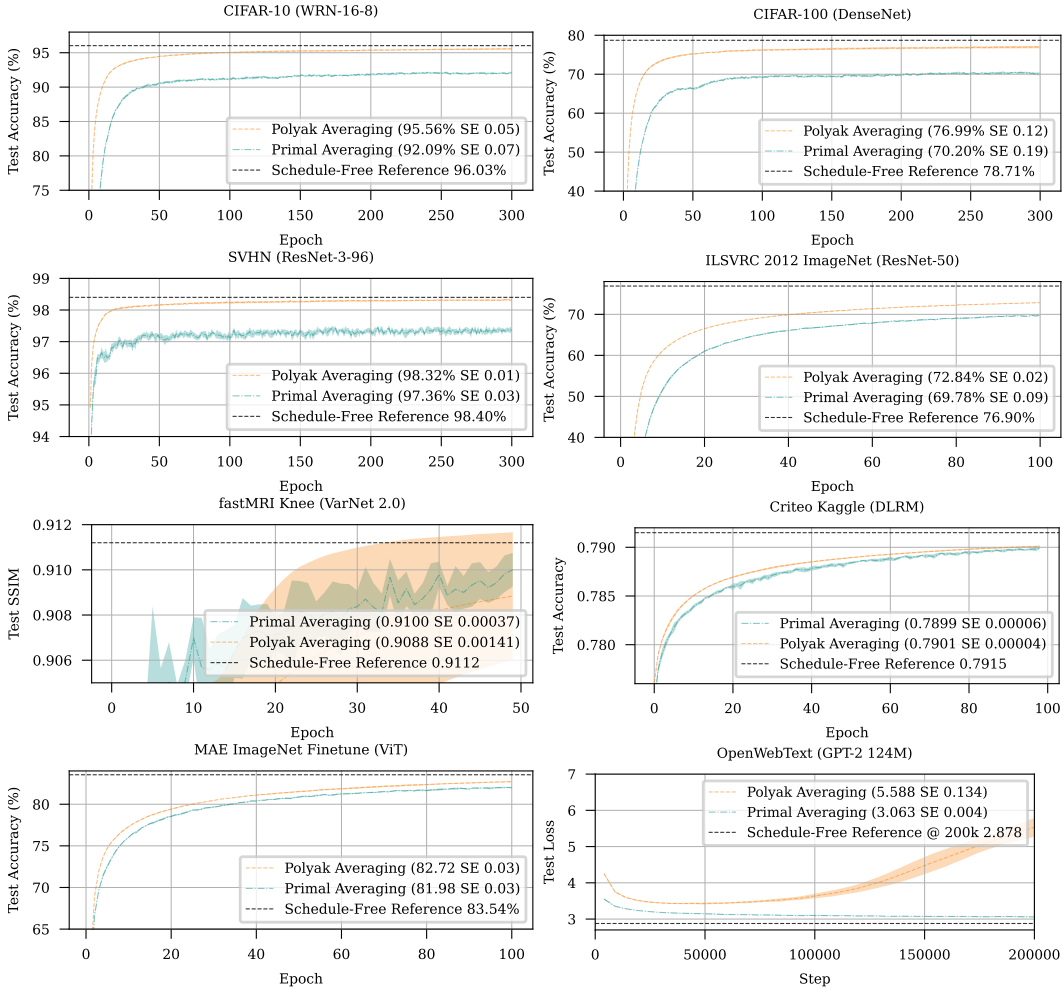 CIFAR-10 (WRN-16-8)
Test Accuracy (%)
95
90
85
80
75
Polyak Averaging (95.56% SE 0.05)
Primal Averaging (92.09% SE 0.07)
Schedule-Free Reference 96.03%
0 50 100 150 200 250 300
Epoch
CIFAR-100 (DenseNet)
Test Accuracy (%)
80
70
60
50
40
Polyak Averaging (76.99% SE 0.12)
Primal Averaging (70.20% SE 0.19)
Schedule-Free Reference 78.71%
0 50 100 150 200 250 300
Epoch
SVHN (ResNet-3-96)
Test Accuracy (%)
99
98
97
96
95
94
Polyak Averaging (98.32% SE 0.01)
Primal Averaging (97.36% SE 0.03)
Schedule-Free Reference 98.40%
0 50 100 150 200 250 300
Epoch
ILSVRC 2012 ImageNet (ResNet-50)
Test Accuracy (%)
70
60
50
40
Polyak Averaging (72.84% SE 0.02)
Primal Averaging (69.78% SE 0.09)
Schedule-Free Reference 76.90%
0 20 40 60 80 100
Epoch
fastMRI Knee (VarNet 2.0)
Test SSIM
0.912
0.910
0.908
0.906
Primal Averaging (0.9100 SE 0.00037)
Polyak Averaging (0.9088 SE 0.00141)
Schedule-Free Reference 0.9112
0 10 20 30 40 50
Epoch
Criteo Kaggle (DLRM)
Test Accuracy
0.790
0.785
0.780
Primal Averaging (0.7899 SE 0.00006)
Polyak Averaging (0.7901 SE 0.00004)
Schedule-Free Reference 0.7915
0 20 40 60 80 100
Epoch
MAE ImageNet Finetune (ViT)
Test Accuracy (%)
80
75
70
65
Polyak Averaging (82.72 SE 0.03)
Primal Averaging (81.98 SE 0.03)
Schedule-Free Reference 83.54%
0 20 40 60 80 100
Epoch
OpenWebText (GPT-2 124M)
Test Loss
7
6
5
4
3
Polyak Averaging (5.588 SE 0.134)
Primal Averaging (3.063 SE 0.004)
Schedule-Free Reference @ 200k 2.878
0 50000 100000 150000 200000
Step